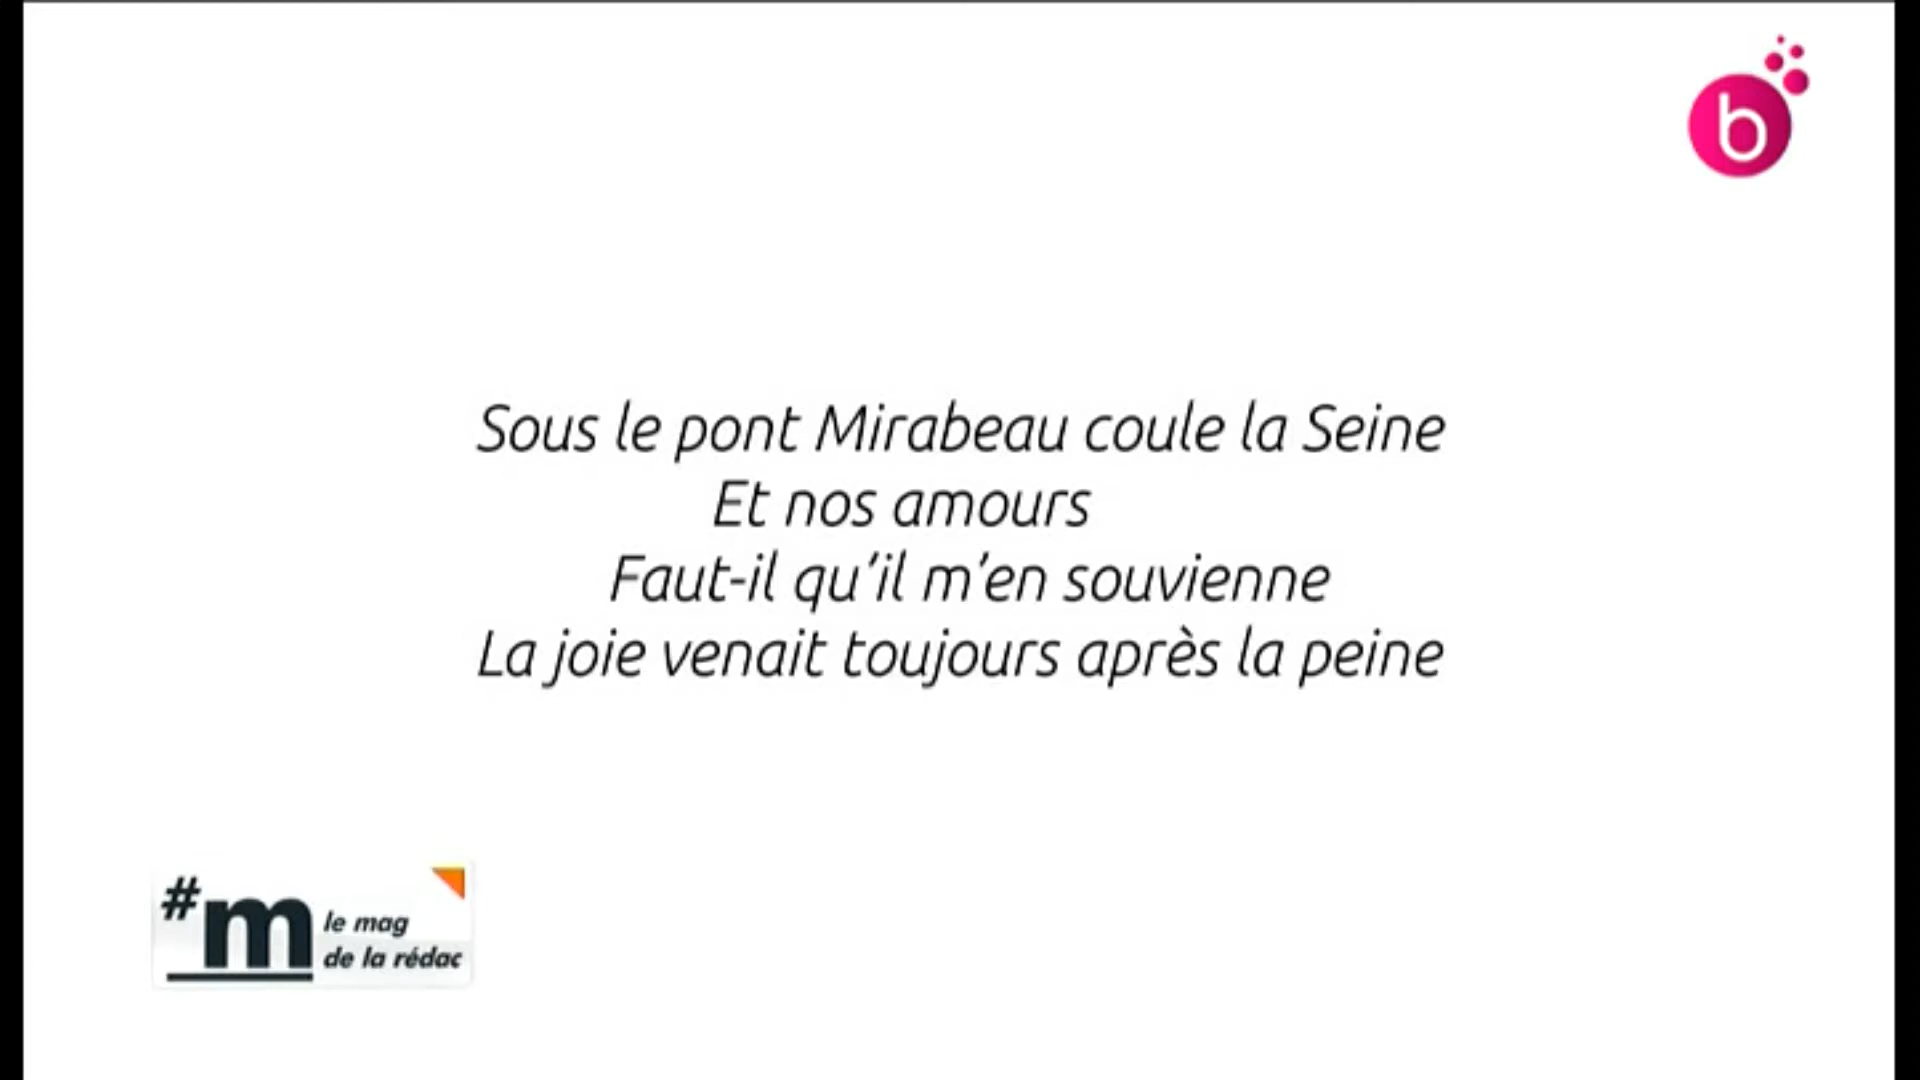 b
Sous le pont Mirabeau coule la Seine
Et nos amours
Faut-il qu’il m’en souvienne
La joie venait toujours après la peine
#m le mag
de la rédac